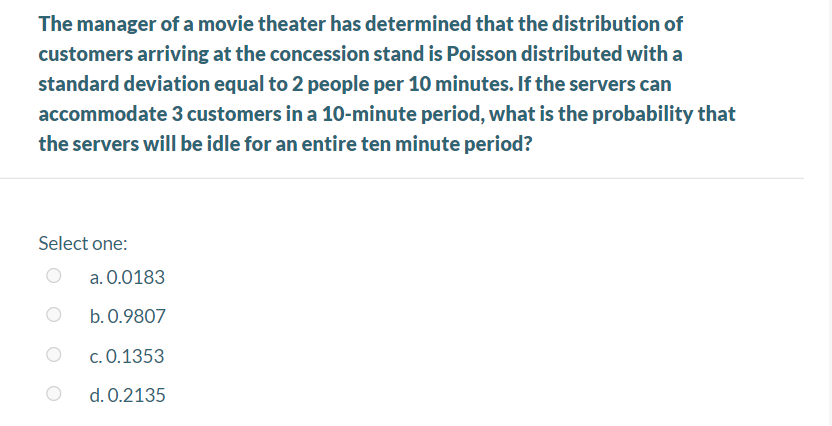 The manager of a movie theater has determined that the distribution of
customers arriving at the concession stand is Poisson distributed with a
standard deviation equal to 2 people per 10 minutes. If the servers can
accommodate 3 customers in a 10-minute period, what is the probability that
the servers will be idle for an entire ten minute period?
Select one:
a. 0.0183
b. 0.9807
c. 0.1353
d. 0.2135